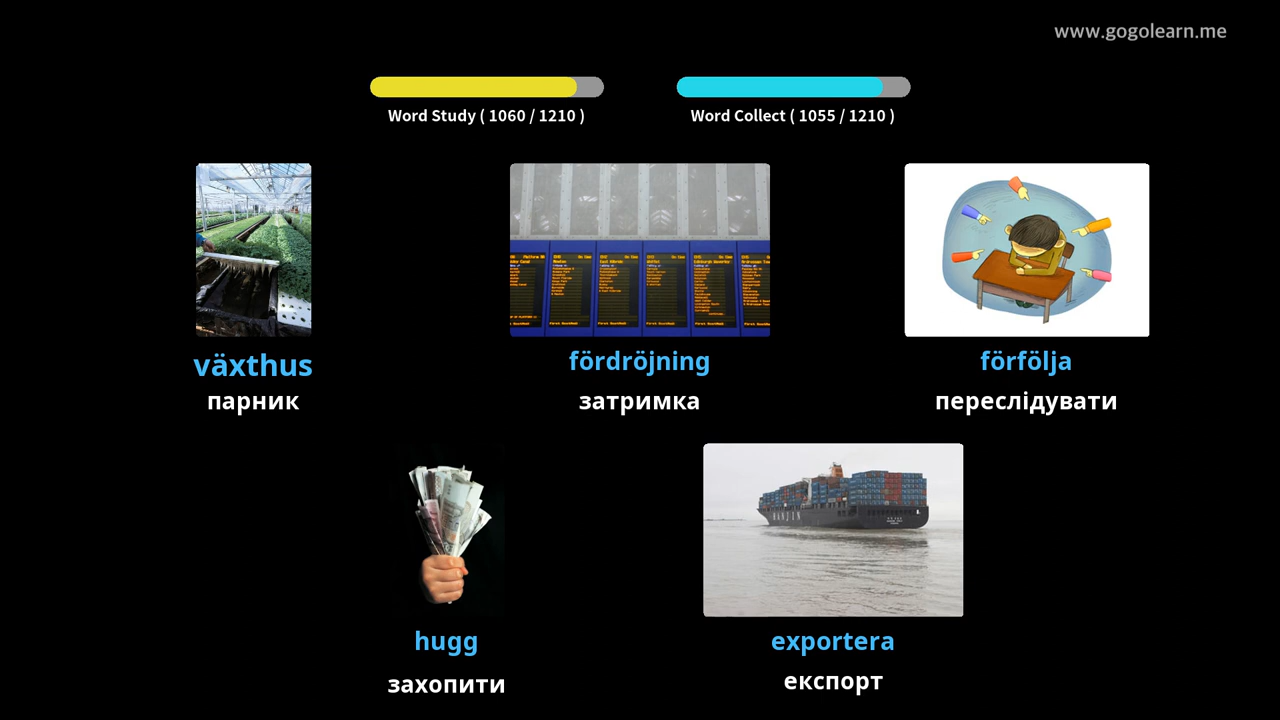 www.gogolearn.me
Word Study ( 1060 / 1210 )
Word Collect ( 1055 / 1210 )
växthus
парник
fördröjning
затримка
förfölja
переслідувати
HANJIN
hugg
захопити
exportera
експорт